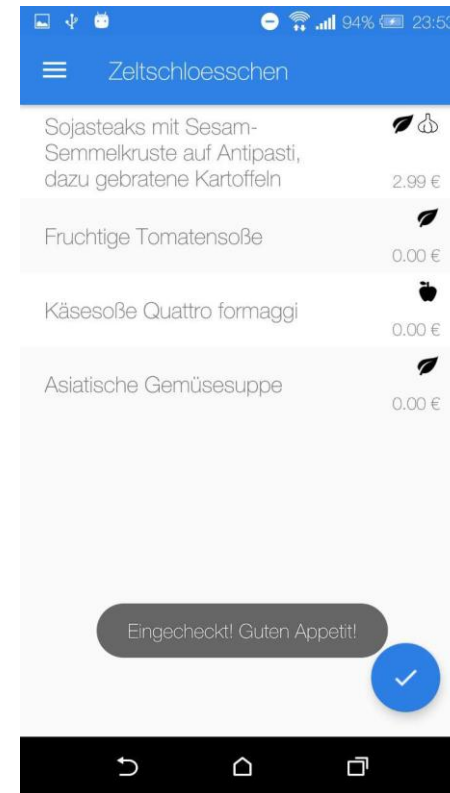 94% 23:53
Zeltschloesschen
Sojasteaks mit Sesam-
Semmelkruste auf Antipasti,
dazu gebratene Kartoffeln
2.99 €
Fruchtige Tomatensoße
0.00 €
Käsesoße Quattro formaggi
0.00 €
Asiatische Gemüsesuppe
0.00 €
Eingecheckt! Guten Appetit!